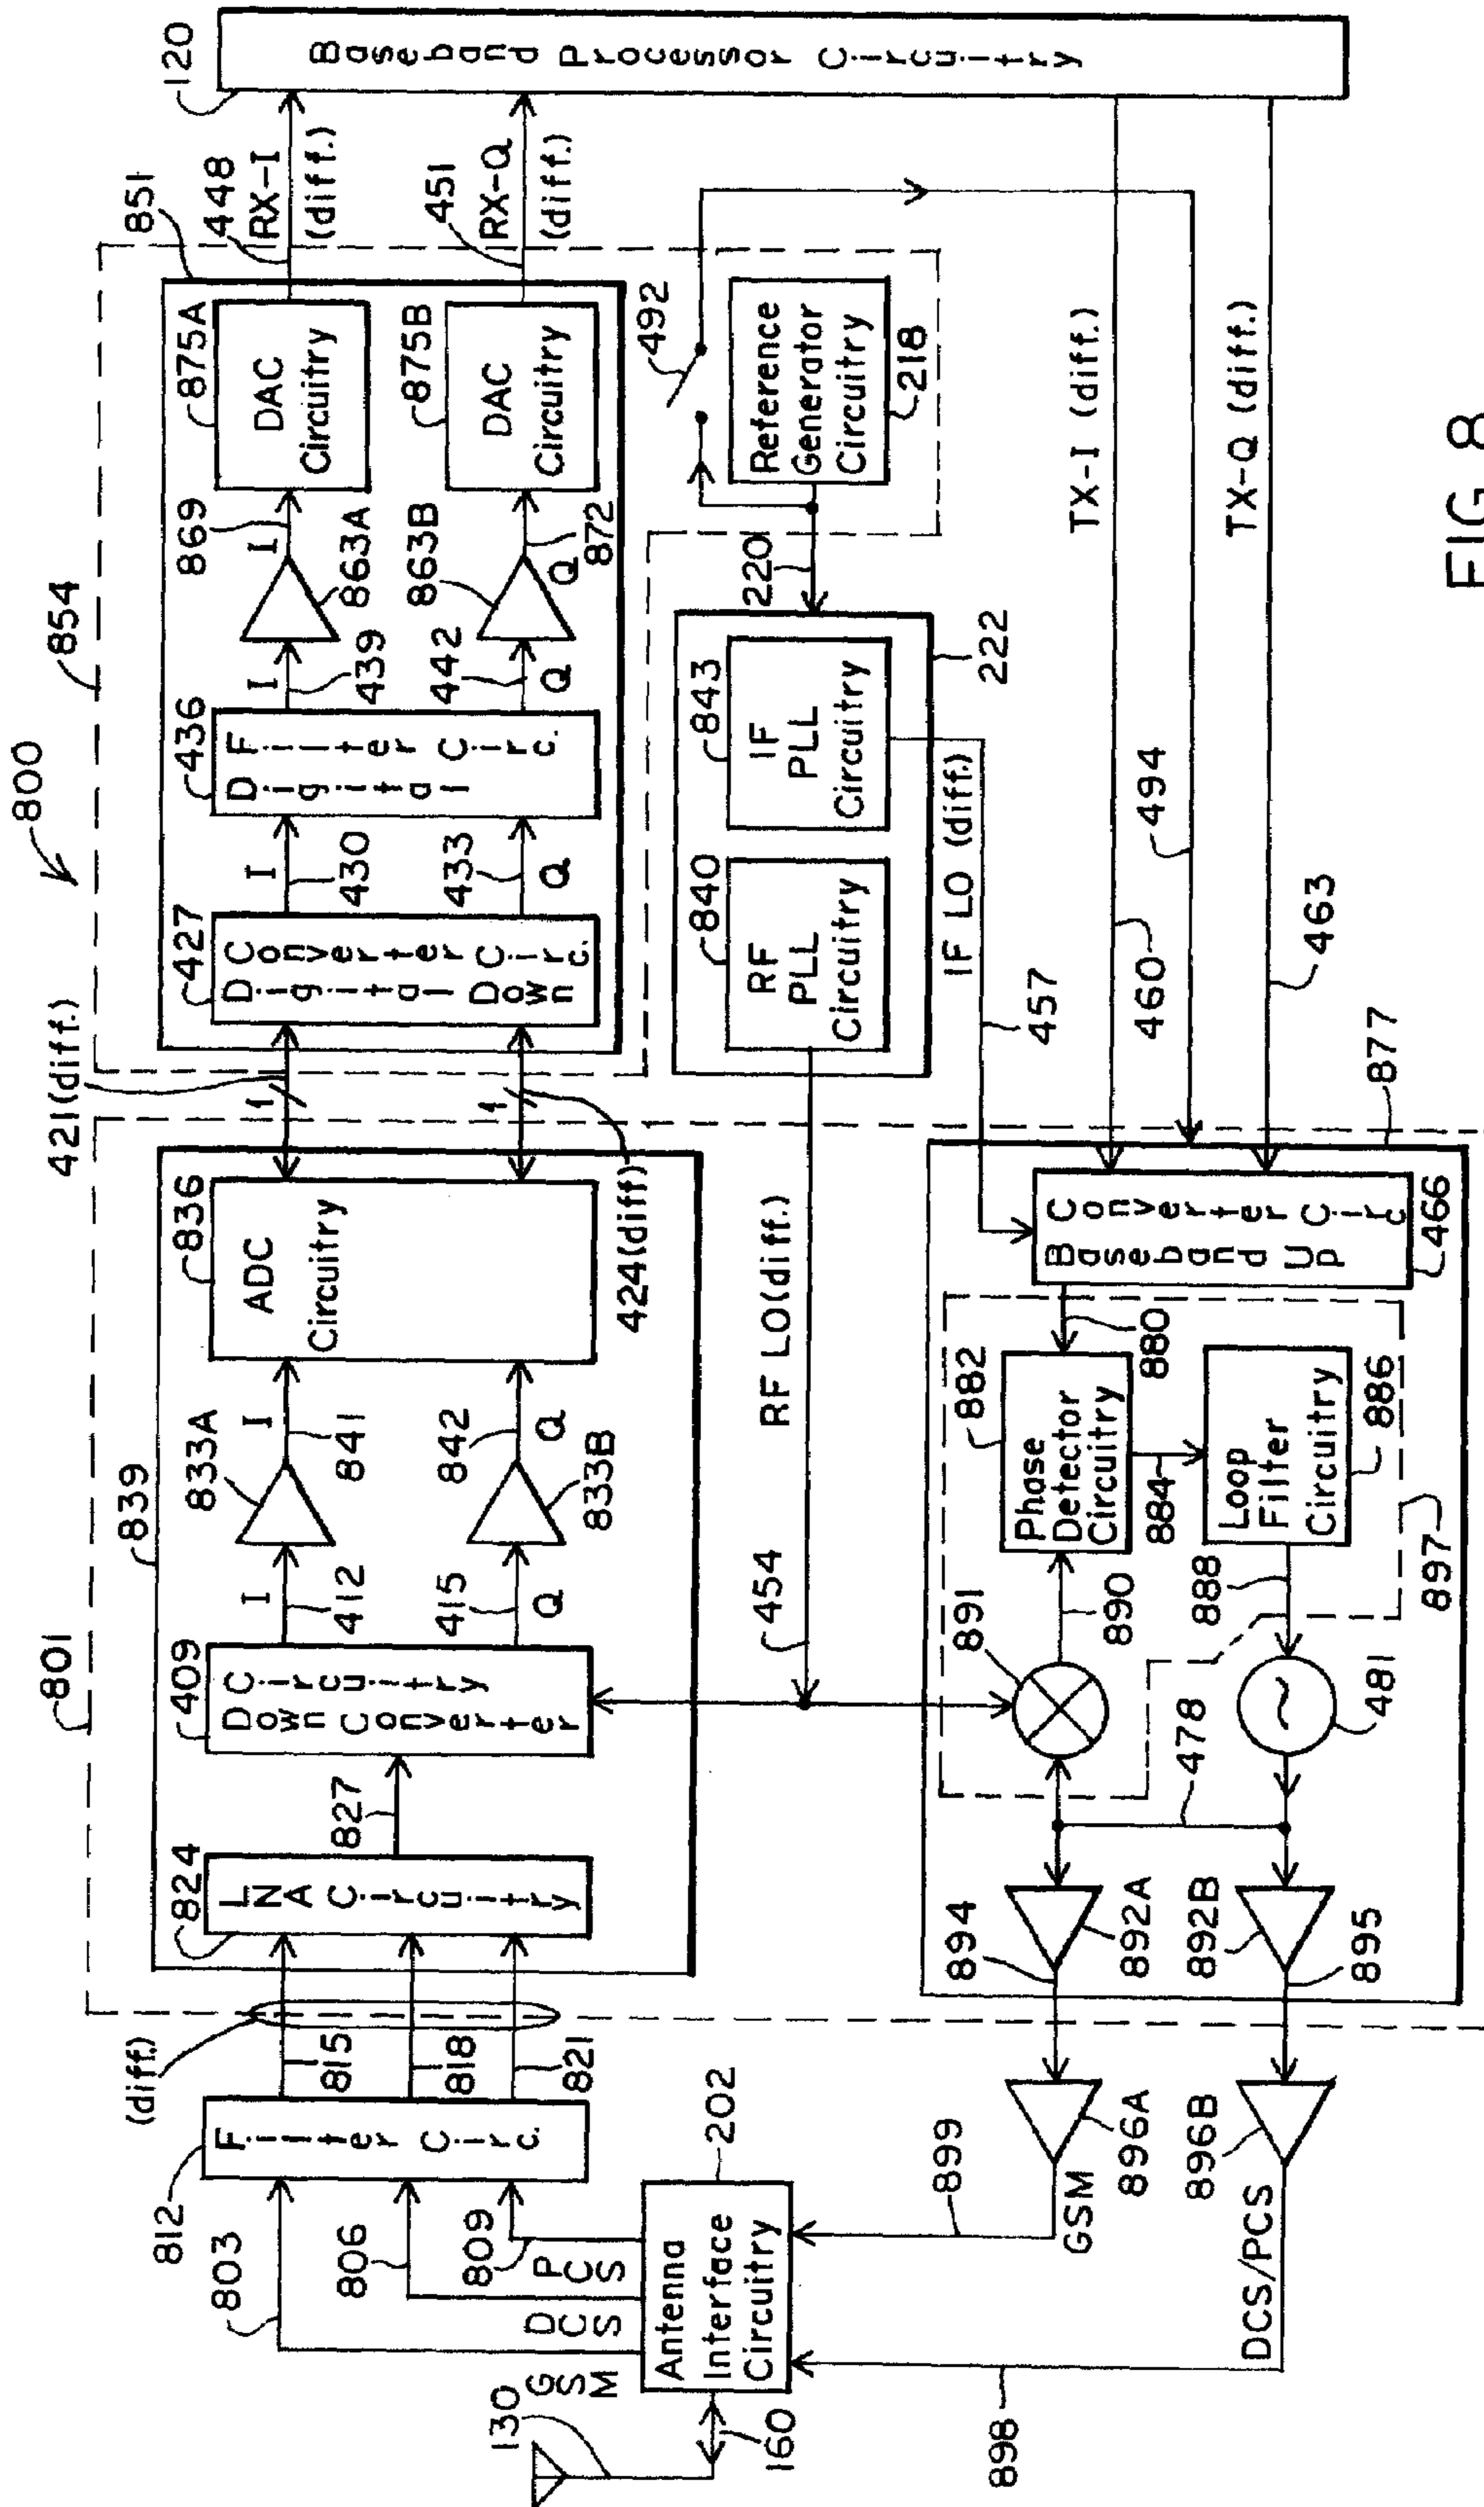 800
801
839
854
851
120
421(diff.)
812
Filter Circ.
803
806
809
GSM
DCS
PCS
(diff.)
815
818
821
824
LNA Circuitry
827
409
Down Converter Circuitry
I
412
415
Q
833A
833B
I
841
842
Q
836
ADC
Circuitry
424(diff)
1
1
427
Digital Down
Converter Circ.
I
430
433
Q
436
Digital
Filter Circ.
I
439
442
Q
863A
863B
869
I
Q
872
875A
DAC
Circuitry
875B
DAC
Circuitry
448
RX-I
(diff.)
451
RX-Q
(diff.)
Baseband Processor Circuitry
492
Reference
Generator
Circuitry
218
220
222
843
IF
PLL
Circuitry
840
RF
PLL
Circuitry
RF LO(diff.)
454
IF LO (diff.)
457
TX-I (diff.)
460
494
TX-Q (diff.)
463
130
160
Antenna
Interface
Circuitry
202
899
898
GSM
DCS/PCS
896A
896B
894
895
892A
892B
478
481
891
890
882
Phase
Detector
Circuitry
880
884
Loop
Filter
Circuitry
886
888
897
Baseband Up
Converter Circ
466
877
FIG. 8